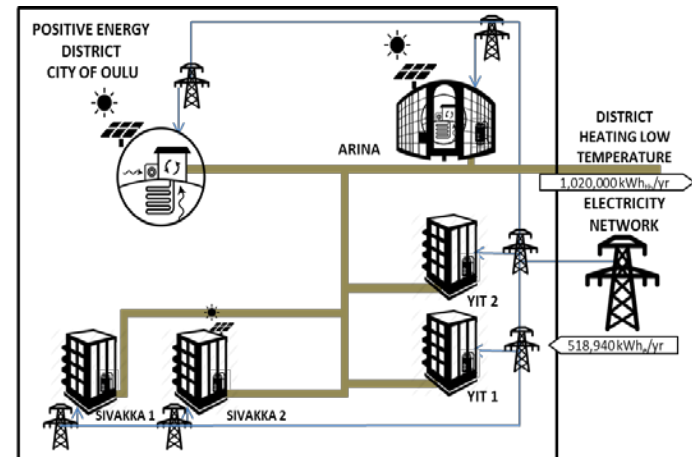 POSITIVE ENERGY
DISTRICT
CITY OF OULU
ARINA
DISTRICT
HEATING LOW
TEMPERATURE
1,020,000 kWhₜₕ/yr
ELECTRICITY
NETWORK
YIT 2
518,940 kWhₑ/yr
YIT 1
SIVAKKA 1
SIVAKKA 2